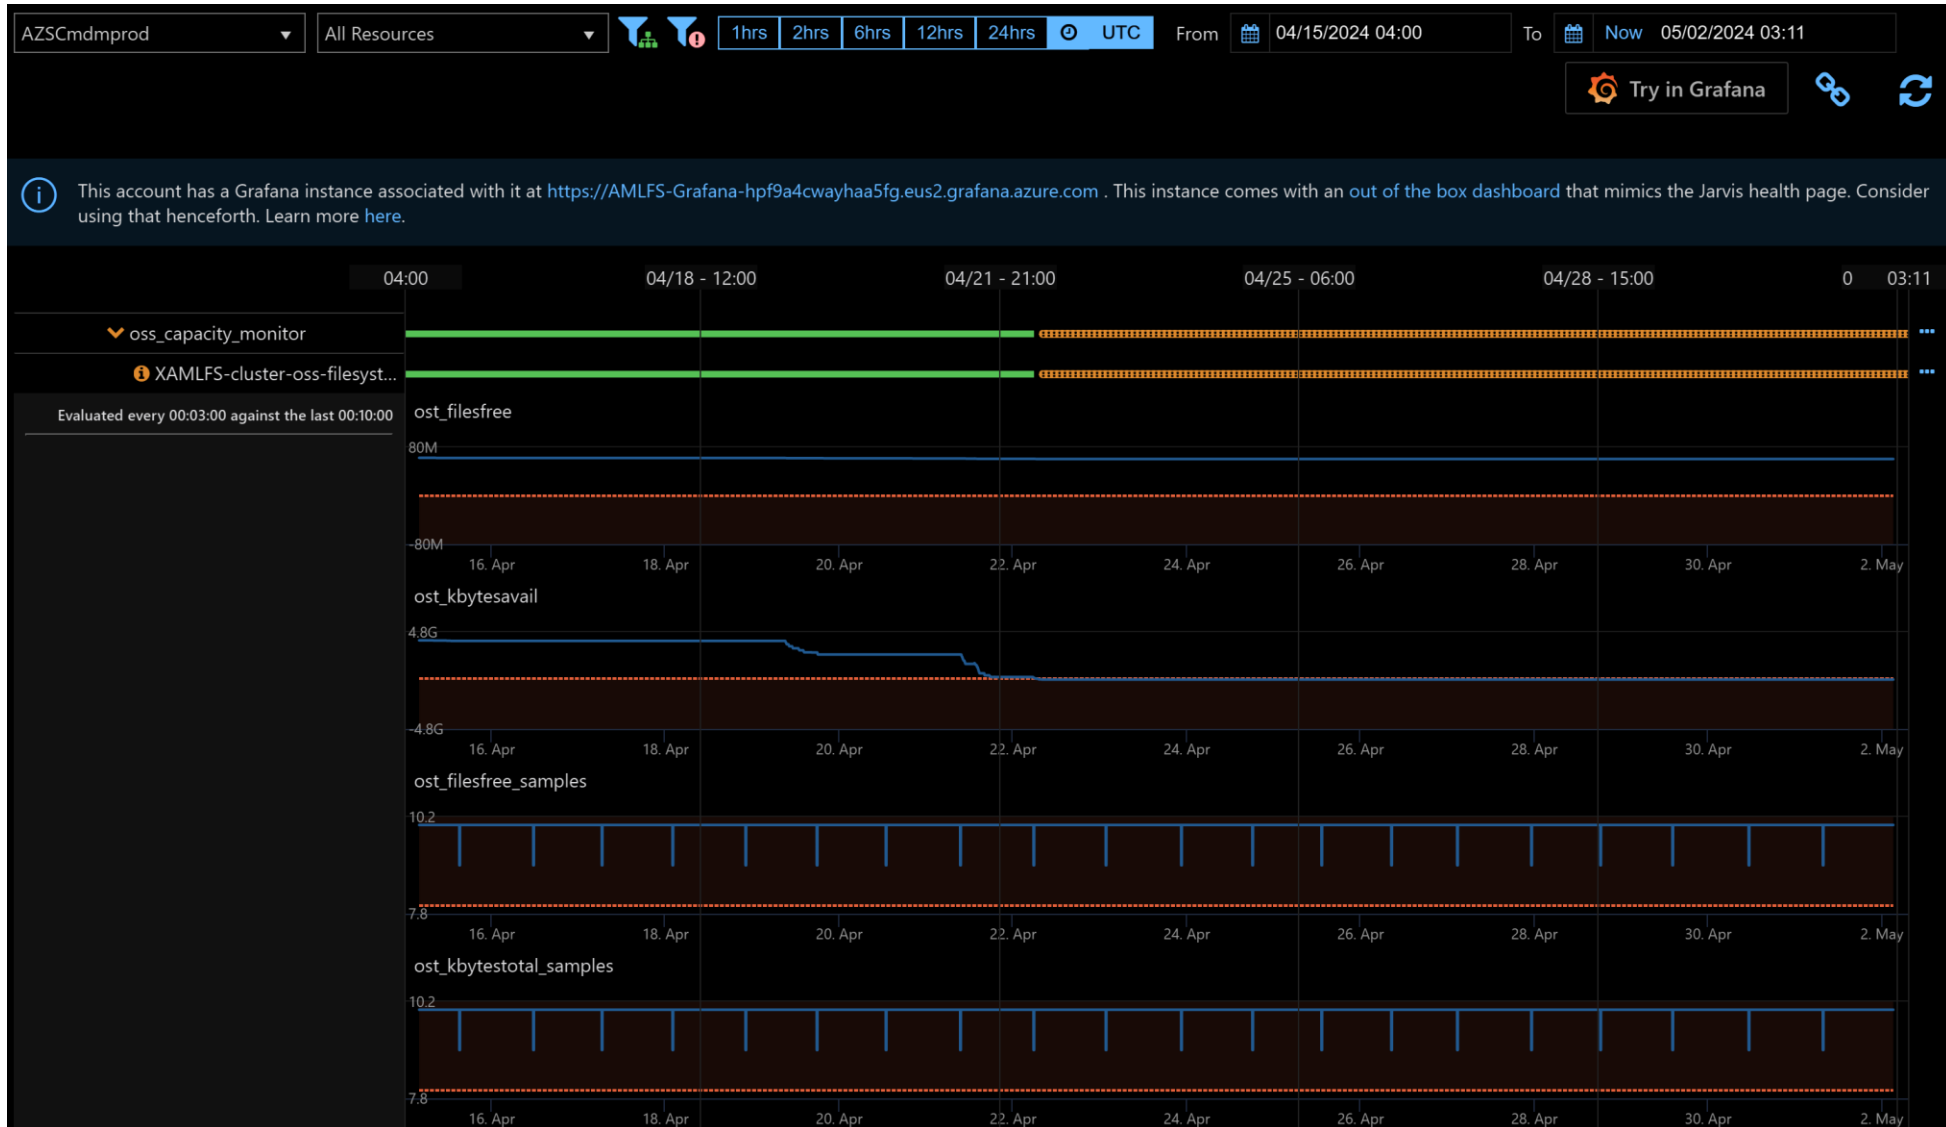 AZSCmdmprod All Resources 1hrs 2hrs 6hrs 12hrs 24hrs UTC From 04/15/2024 04:00 To Now 05/02/2024 03:11
Try in Grafana
This account has a Grafana instance associated with it at https://AMLFS-Grafana-hpf9a4cwayhaa5fg.eus2.grafana.azure.com . This instance comes with an out of the box dashboard that mimics the Jarvis health page. Consider
using that henceforth. Learn more here.
04:00 04/18 - 12:00 04/21 - 21:00 04/25 - 06:00 04/28 - 15:00 0 03:11
oss_capacity_monitor
XAMLFS-cluster-oss-filesyst...
Evaluated every 00:03:00 against the last 00:10:00
ost_filesfree
80M
-80M
16. Apr 18. Apr 20. Apr 22. Apr 24. Apr 26. Apr 28. Apr 30. Apr 2. May
ost_kbytesavail
4.8G
-4.8G
16. Apr 18. Apr 20. Apr 22. Apr 24. Apr 26. Apr 28. Apr 30. Apr 2. May
ost_filesfree_samples
10.2
7.8
16. Apr 18. Apr 20. Apr 22. Apr 24. Apr 26. Apr 28. Apr 30. Apr 2. May
ost_kbytestotal_samples
10.2
7.8
16. Apr 18. Apr 20. Apr 22. Apr 24. Apr 26. Apr 28. Apr 30. Apr 2. May